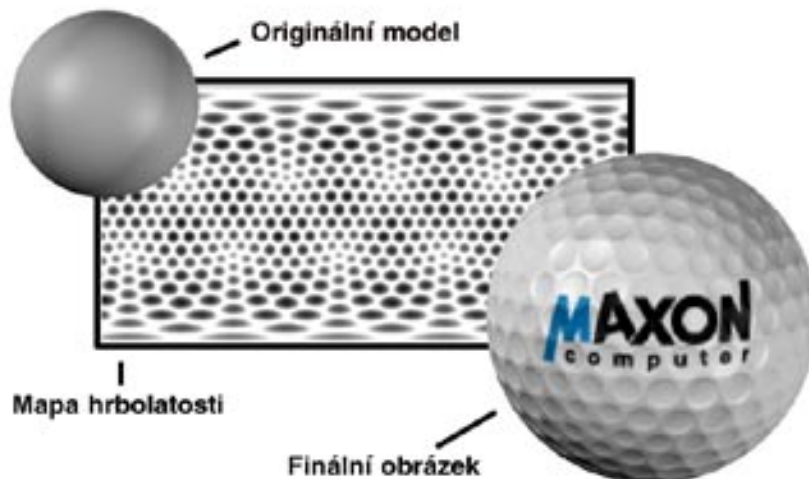 Originální model
MAXON
computer
Mapa hrbolatosti
Finální obrázek